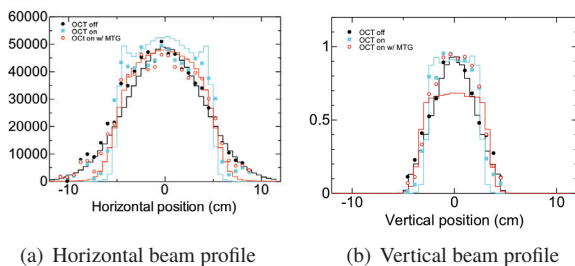 OCT off
OCT on
OCt on w/ MTG
60000
50000
40000
30000
20000
10000
0
-10 0 10
Horizontal position (cm)
(a) Horizontal beam profile
OCT off
OCT on
OCT on w/ MTG
1
0.5
0
-10 0 10
Vertical position (cm)
(b) Vertical beam profile